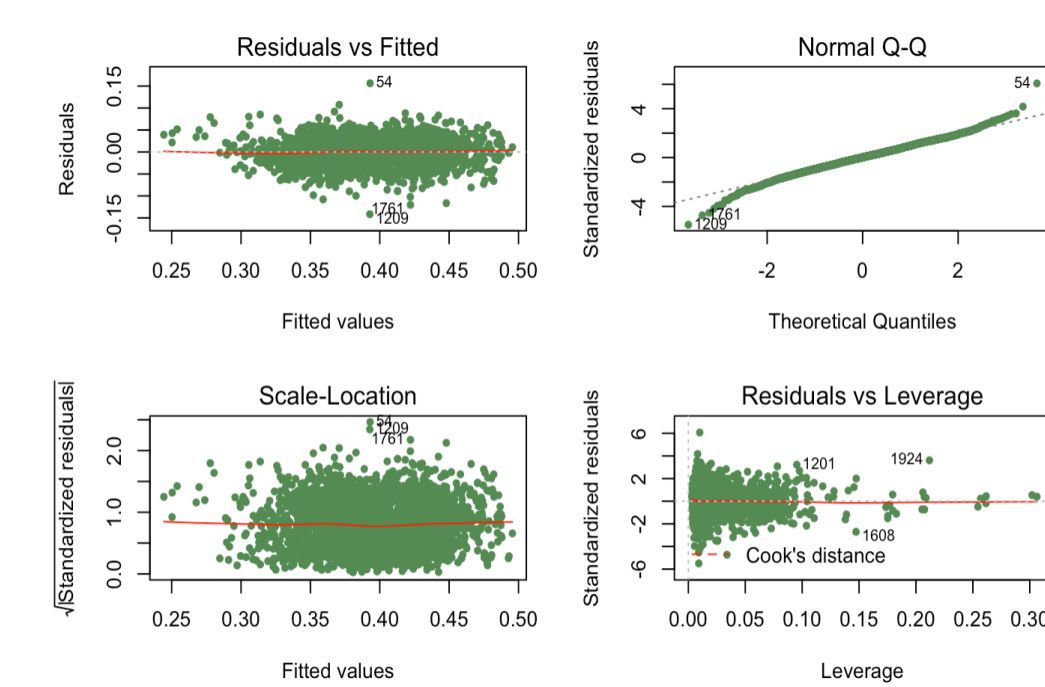 Residuals vs Fitted
Residuals
0.15
0.00
-0.15
54
1761
1209
0.25 0.30 0.35 0.40 0.45 0.50
Fitted values
Normal Q-Q
Standardized residuals
4
0
-4
54
1761
1209
-2 0 2
Theoretical Quantiles
Scale-Location
√|Standardized residuals|
2.0
1.0
0.0
54
1209
1761
0.25 0.30 0.35 0.40 0.45 0.50
Fitted values
Residuals vs Leverage
Standardized residuals
6
2
-2
-6
1201
1924
1608
Cook's distance
0.00 0.05 0.10 0.15 0.20 0.25 0.30
Leverage